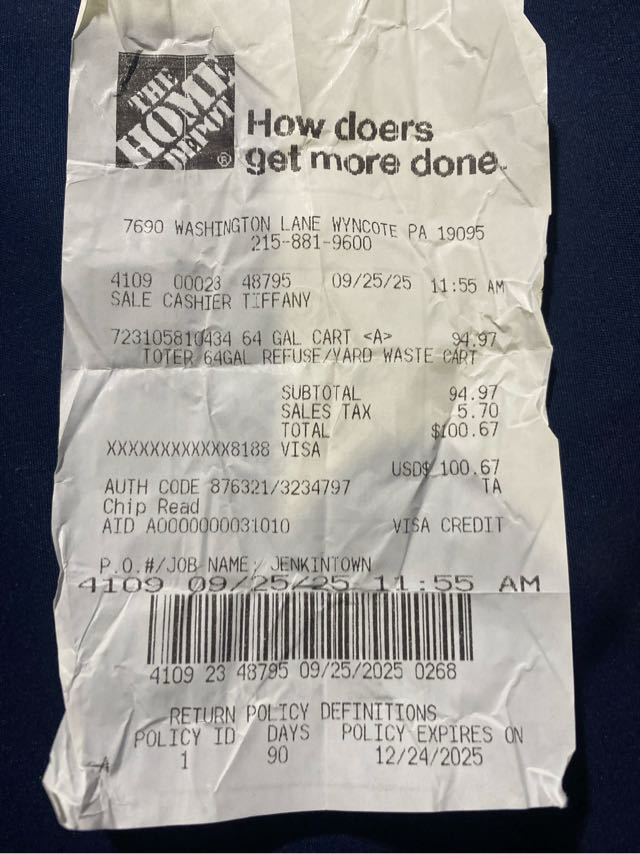 THE
HOME
DEPOT®
How doers
get more done.
7690 WASHINGTON LANE WYNCOTE PA 19095
215-881-9600
4109 00023 48795 09/25/25 11:55 AM
SALE CASHIER TIFFANY
723105810434 64 GAL CART <A> 94.97
TOTER 64GAL REFUSE/YARD WASTE CART
SUBTOTAL 94.97
SALES TAX 5.70
TOTAL $100.67
XXXXXXXXXXXX8188 VISA
USD$ 100.67
AUTH CODE 876321/3234797 TA
Chip Read
AID A0000000031010 VISA CREDIT
P.O.#/JOB NAME: JENKINTOWN
4109 09/25/25 11:55 AM
4109 23 48795 09/25/2025 0268
RETURN POLICY DEFINITIONS
POLICY ID DAYS POLICY EXPIRES ON
A 1 90 12/24/2025